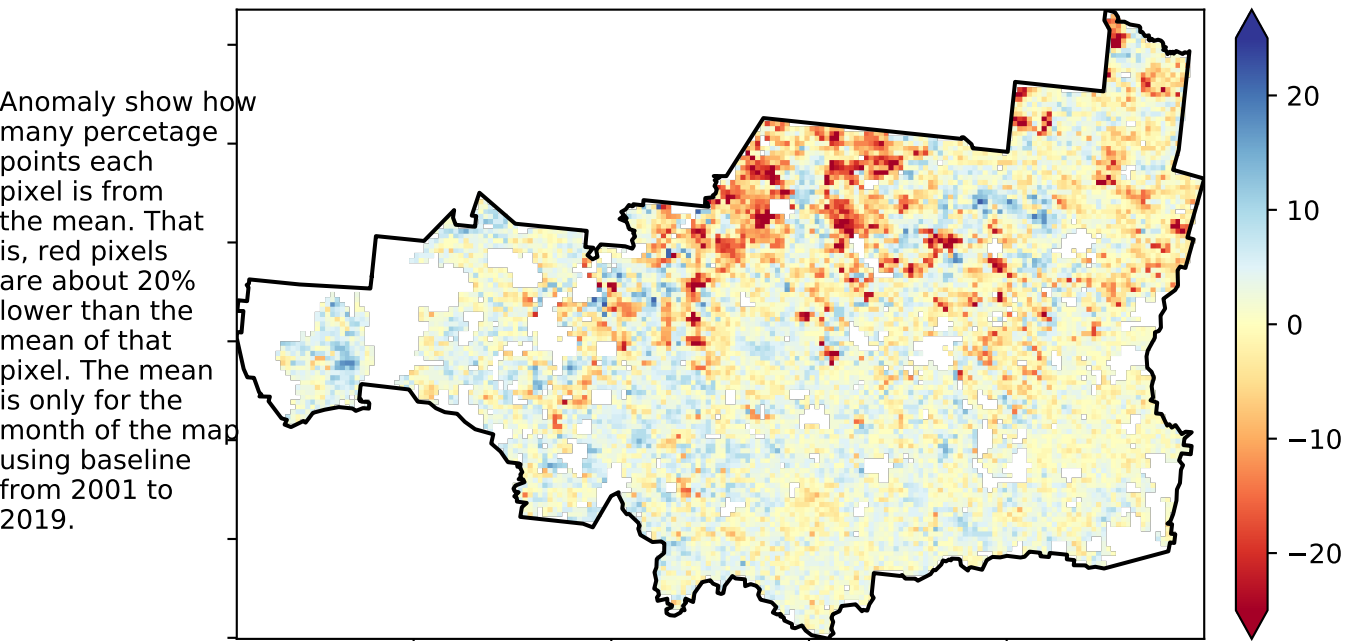 Anomaly show how
many percetage
points each
pixel is from
the mean. That
is, red pixels
are about 20%
lower than the
mean of that
pixel. The mean
is only for the
month of the map
using baseline
from 2001 to
2019.
20
10
0
−10
−20